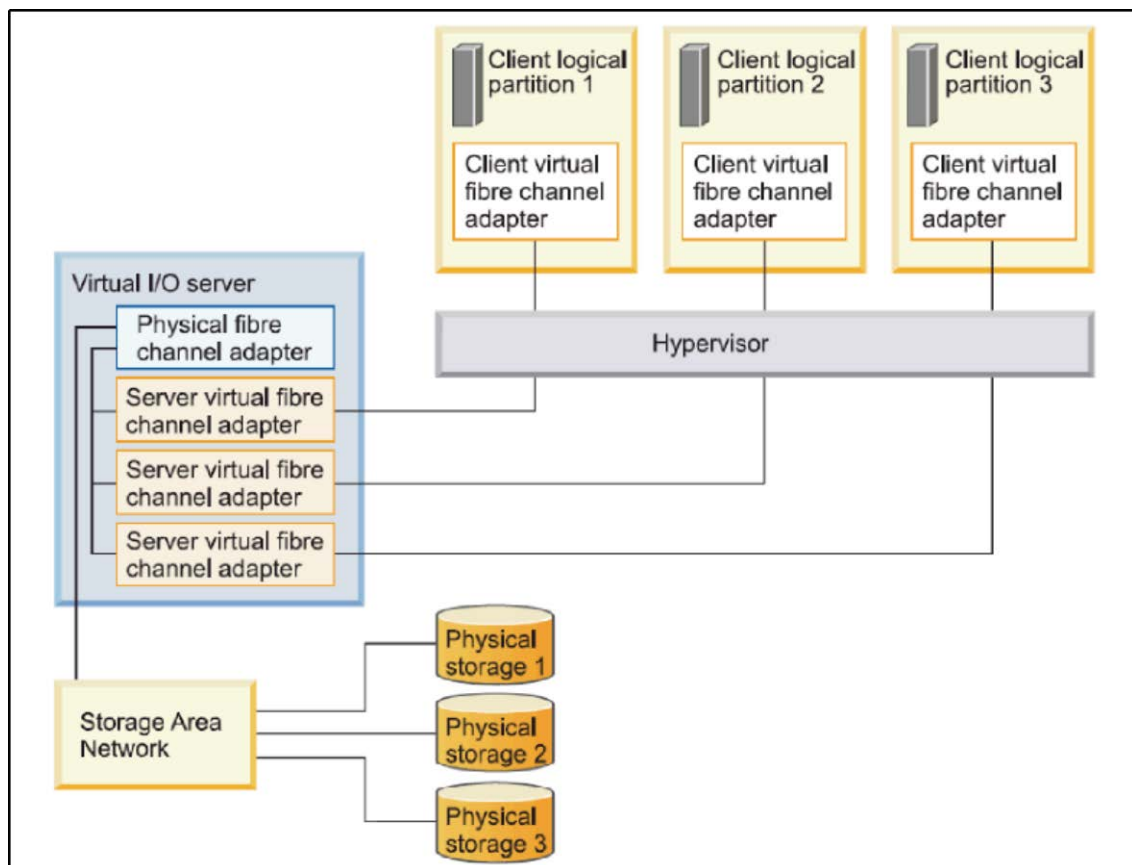 Client logical
partition 1
Client virtual
fibre channel
adapter
Client logical
partition 2
Client virtual
fibre channel
adapter
Client logical
partition 3
Client virtual
fibre channel
adapter
Hypervisor
Virtual I/O server
Physical fibre
channel adapter
Server virtual fibre
channel adapter
Server virtual fibre
channel adapter
Server virtual fibre
channel adapter
Storage Area
Network
Physical
storage 1
Physical
storage 2
Physical
storage 3